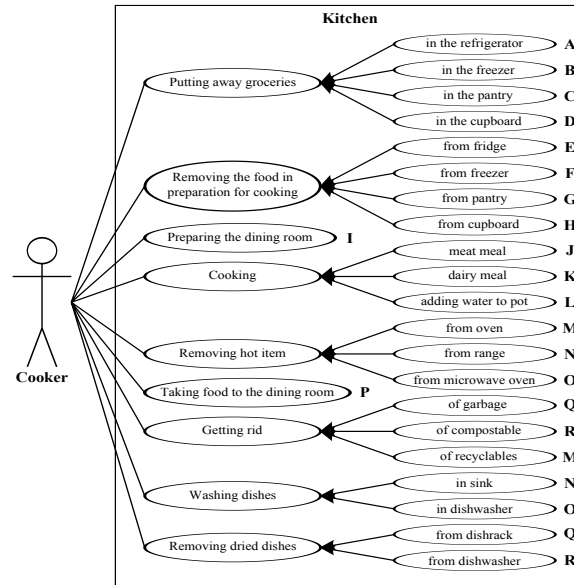 Kitchen
in the refrigerator A
Putting away groceries
in the freezer B
in the pantry C
in the cupboard D
Removing the food in
preparation for cooking
from fridge E
from freezer F
from pantry G
from cupboard H
Preparing the dining room I
Cooking
meat meal J
dairy meal K
adding water to pot L
Cooker
Removing hot item
from oven M
from range N
from microwave oven O
Taking food to the dining room P
Getting rid
of garbage Q
of compostable R
of recyclables M
Washing dishes
in sink N
in dishwasher O
Removing dried dishes
from dishrack Q
from dishwasher R